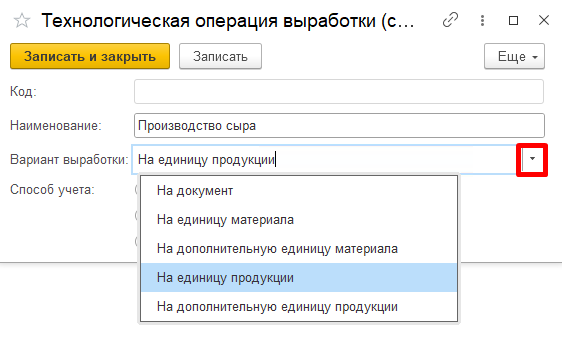 Технологическая операция выработки (с...
Записать и закрыть
Записать
Еще
Код:
Наименование: Производство сыра
Вариант выработки: На единицу продукции
Способ учета:
На документ
На единицу материала
На дополнительную единицу материала
На единицу продукции
На дополнительную единицу продукции